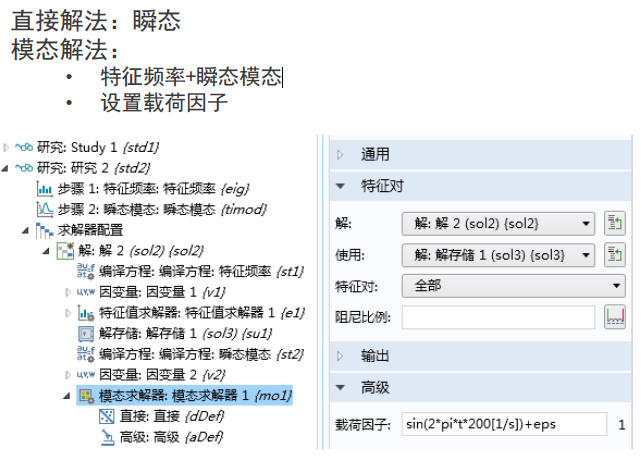 直接解法：瞬态
模态解法：
• 特征频率+瞬态模态
• 设置载荷因子
研究: Study 1 {std1}
研究: 研究 2 {std2}
步骤 1: 特征频率: 特征频率 {eig}
步骤 2: 瞬态模态: 瞬态模态 {timod}
求解器配置
解: 解 2 (sol2) {sol2}
编译方程: 编译方程: 特征频率 {st1}
因变量: 因变量 1 {v1}
特征值求解器: 特征值求解器 1 {e1}
解存储: 解存储 1 (sol3) {su1}
编译方程: 编译方程: 瞬态模态 {st2}
因变量: 因变量 2 {v2}
模态求解器: 模态求解器 1 {mo1}
直接: 直接 {dDef}
高级: 高级 {aDef}
通用
特征对
解: 解: 解 2 (sol2) {sol2}
使用: 解: 解存储 1 (sol3) {sol3}
特征对: 全部
阻尼比例:
输出
高级
载荷因子: sin(2*pi*t*200[1/s])+eps 1